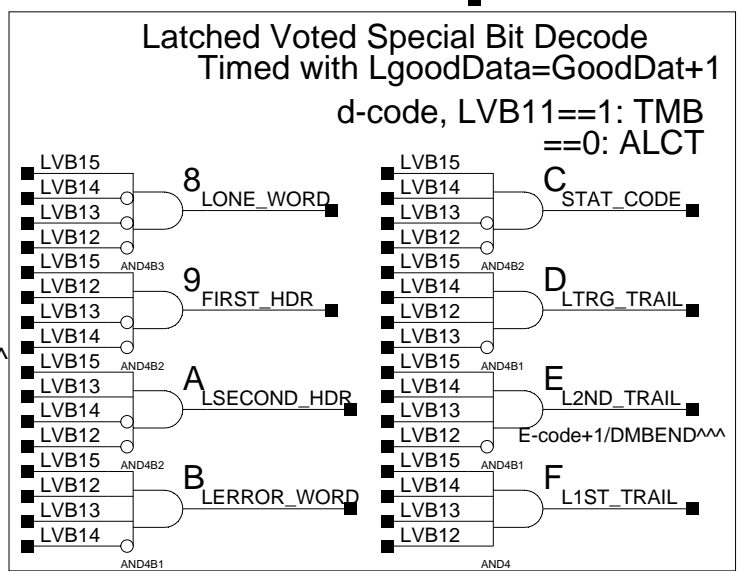 Latched Voted Special Bit Decode
Timed with LgoodData=GoodDat+1
d-code, LVB11==1: TMB
==0: ALCT
LVB15
LVB14
LVB13
LVB12
8
LONE_WORD
AND4B3
LVB15
LVB12
LVB13
LVB14
9
FIRST_HDR
AND4B2
LVB15
LVB13
LVB14
LVB12
A
LSECOND_HDR
AND4B2
LVB15
LVB12
LVB13
LVB14
B
LERROR_WORD
AND4B1
LVB15
LVB14
LVB13
LVB12
C
STAT_CODE
AND4B2
LVB15
LVB14
LVB12
LVB13
D
LTRG_TRAIL
AND4B1
LVB15
LVB14
LVB13
LVB12
E
L2ND_TRAIL
E-code+1/DMBEND^^^
AND4B1
LVB15
LVB14
LVB13
LVB12
F
L1ST_TRAIL
AND4
^